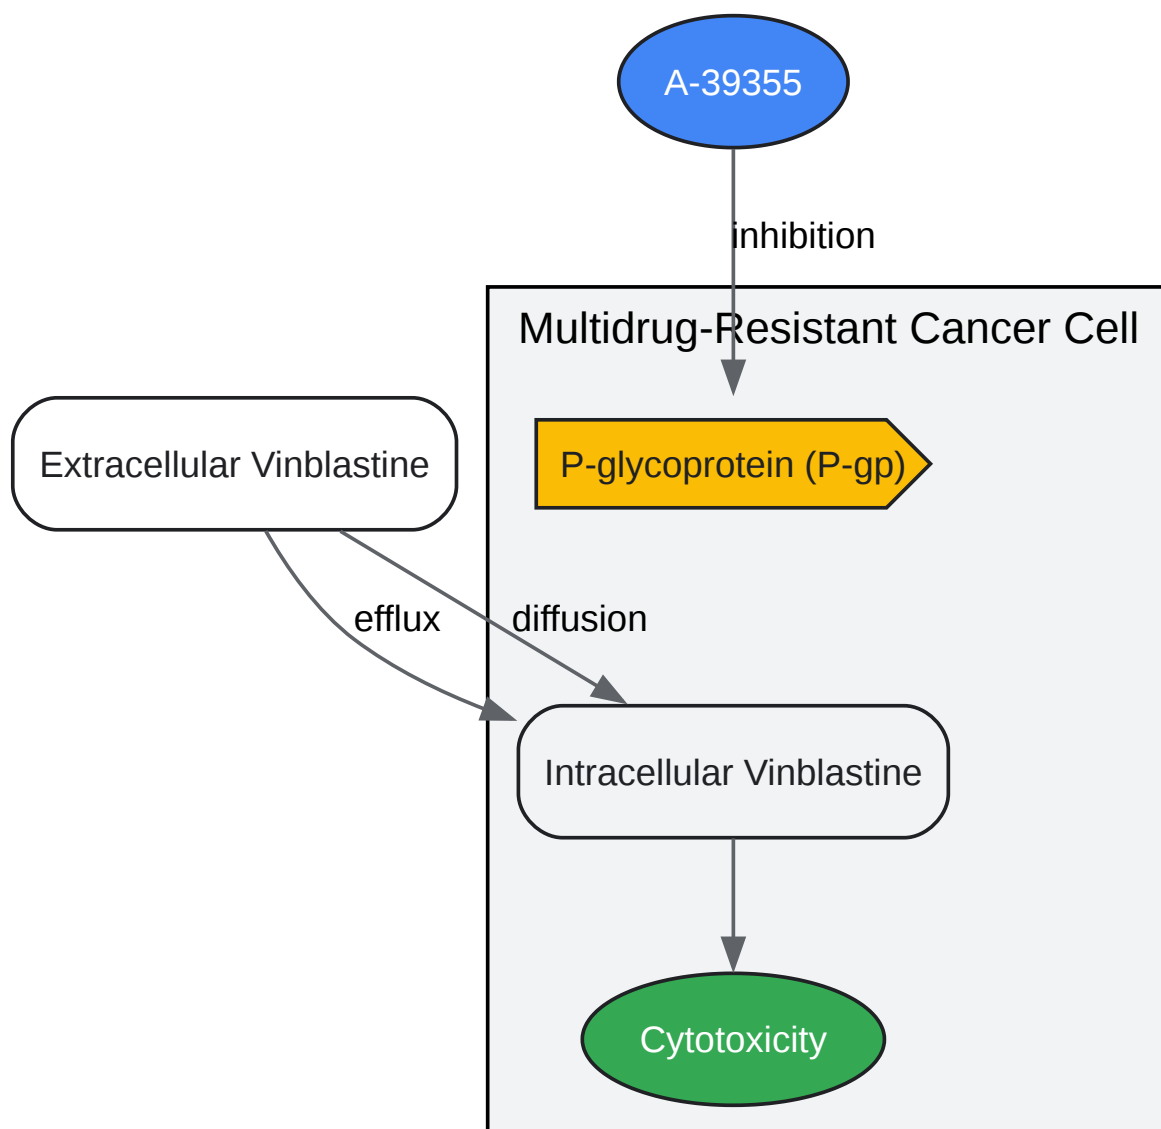 A-39355
inhibition
Multidrug-Resistant Cancer Cell
Extracellular Vinblastine
P-glycoprotein (P-gp)
efflux
diffusion
Intracellular Vinblastine
Cytotoxicity